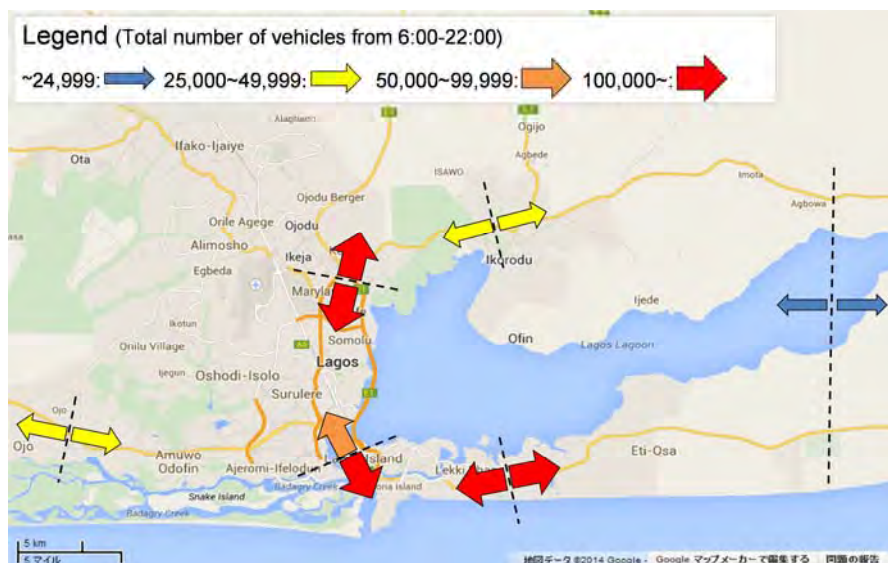 Legend (Total number of vehicles from 6:00-22:00)
~24,999: 25,000~49,999: 50,000~99,999: 100,000~:
Ogijo
Ifako-Ijaiye
Ota
Agbede
ISAWO
Imota
Ojodu Berger
Agbowa
Orile Agege
Ojodu
Alimosho
Ikeja
Ikorodu
Egbeda
Ijede
Ikotun
Ofin
Somolu
Lagos Lagoon
Onilu Village
Lagos
Ijegun
Oshodi-Isolo
Surulere
Ojo
Ojo
Eti-Osa
Amuwo
Odofin
Ajeromi-Ifelodun
Island
Lekki
Badagry Creek
Snake Island
Badagry Creek
5 km
5 マイル
地図データ ©2014 Google - Google マップメーカーで編集する 問題の報告